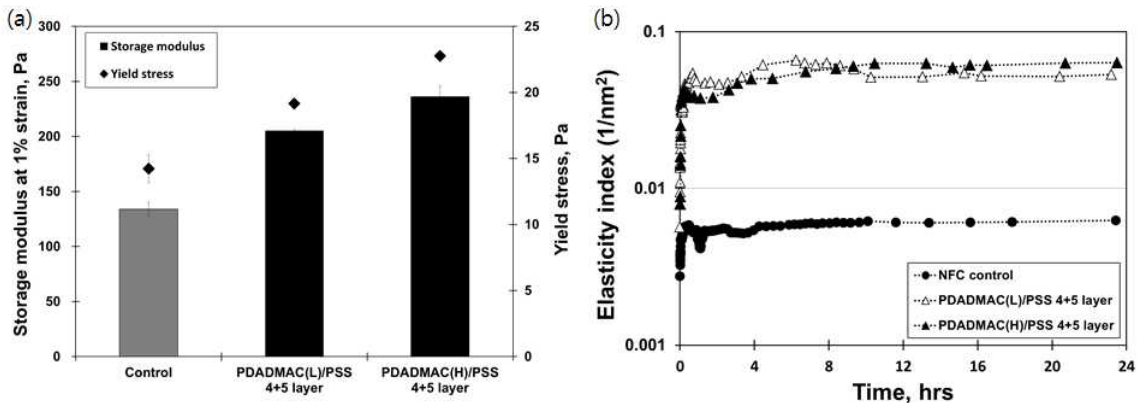 (a)
Storage modulus at 1% strain, Pa
300
250
200
150
100
50
0
Storage modulus
Yield stress
25
20
15
10
5
0
Yield stress, Pa
Control
PDADMAC(L)/PSS
4+5 layer
PDADMAC(H)/PSS
4+5 layer
(b)
Elasticity index (1/nm2)
0.1
0.01
0.001
NFC control
PDADMAC(L)/PSS 4+5 layer
PDADMAC(H)/PSS 4+5 layer
0 4 8 12 16 20 24
Time, hrs